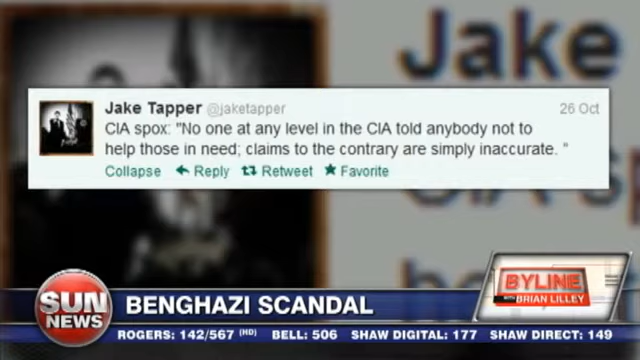 Jake
Jake Tapper @jaketapper 26 Oct
CIA spox: "No one at any level in the CIA told anybody not to
help those in need; claims to the contrary are simply inaccurate. "
Collapse Reply Retweet Favorite
BYLINE
WITH BRIAN LILLEY
SUN
NEWS
BENGHAZI SCANDAL
ROGERS: 142/567 (HD) BELL: 506 SHAW DIGITAL: 177 SHAW DIRECT: 149